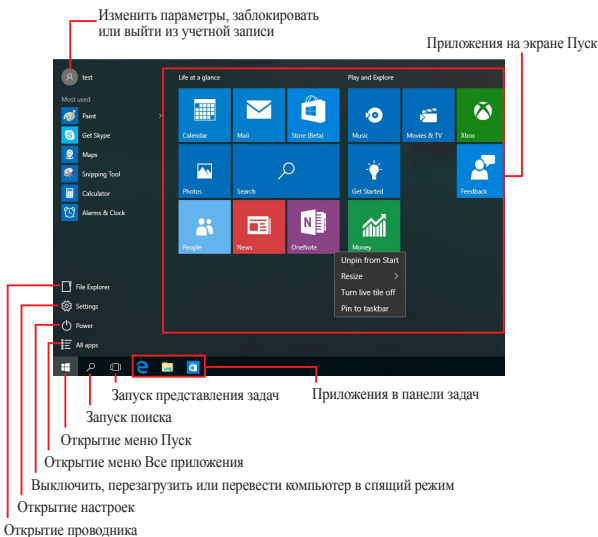 Изменить параметры, заблокировать
или выйти из учетной записи
Приложения на экране Пуск
test
Most used
Paint
Get Skype
Maps
Snipping Tool
Calculator
Alarms & Clock
File Explorer
Settings
Power
All apps
Life at a glance
Play and Explore
Calendar
Mail
Store (Beta)
Music
Movies & TV
Xbox
Photos
Search
Get Started
Feedback
People
News
OneNote
Money
Unpin from Start
Resize
Turn live tile off
Pin to taskbar
Запуск представления задач
Приложения в панели задач
Запуск поиска
Открытие меню Пуск
Открытие меню Все приложения
Выключить, перезагрузить или перевести компьютер в спящий режим
Открытие настроек
Открытие проводника